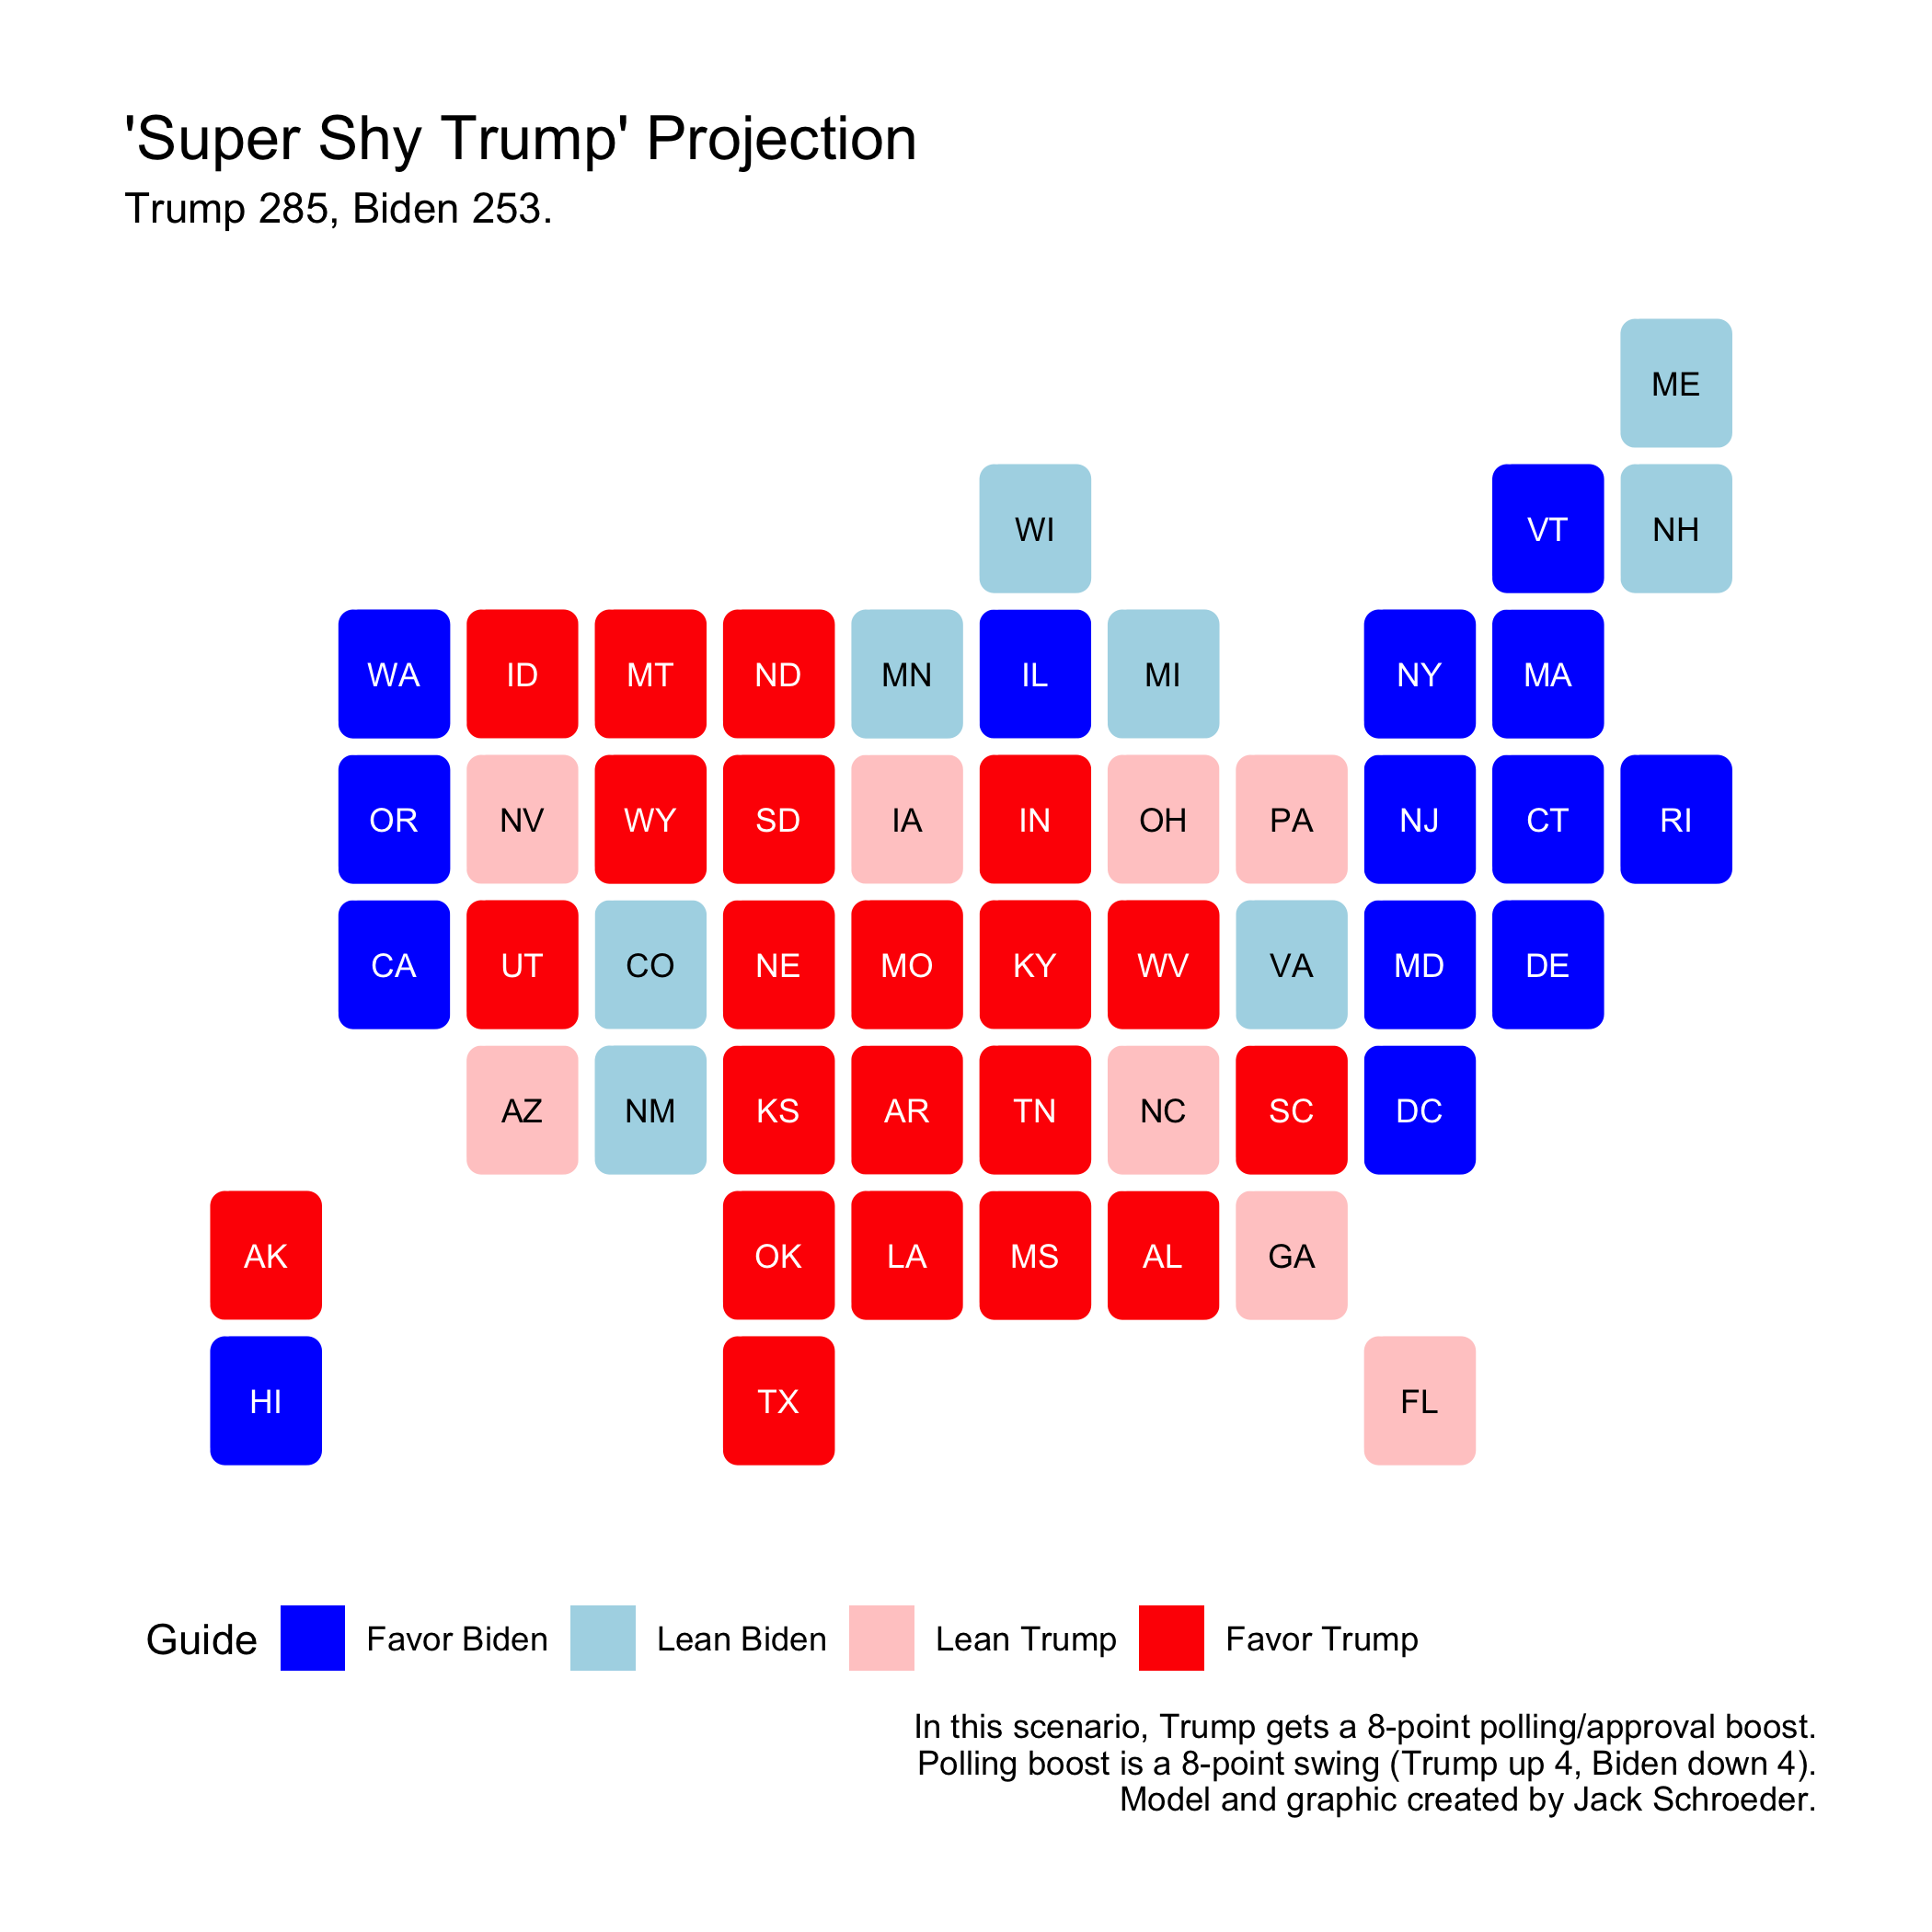 'Super Shy Trump' Projection
Trump 285, Biden 253.
ME
WI
VT
NH
WA
ID
MT
ND
MN
IL
MI
NY
MA
OR
NV
WY
SD
IA
IN
OH
PA
NJ
CT
RI
CA
UT
CO
NE
MO
KY
WV
VA
MD
DE
AZ
NM
KS
AR
TN
NC
SC
DC
AK
OK
LA
MS
AL
GA
HI
TX
FL
Guide
Favor Biden
Lean Biden
Lean Trump
Favor Trump
In this scenario, Trump gets a 8-point polling/approval boost.
Polling boost is a 8-point swing (Trump up 4, Biden down 4).
Model and graphic created by Jack Schroeder.